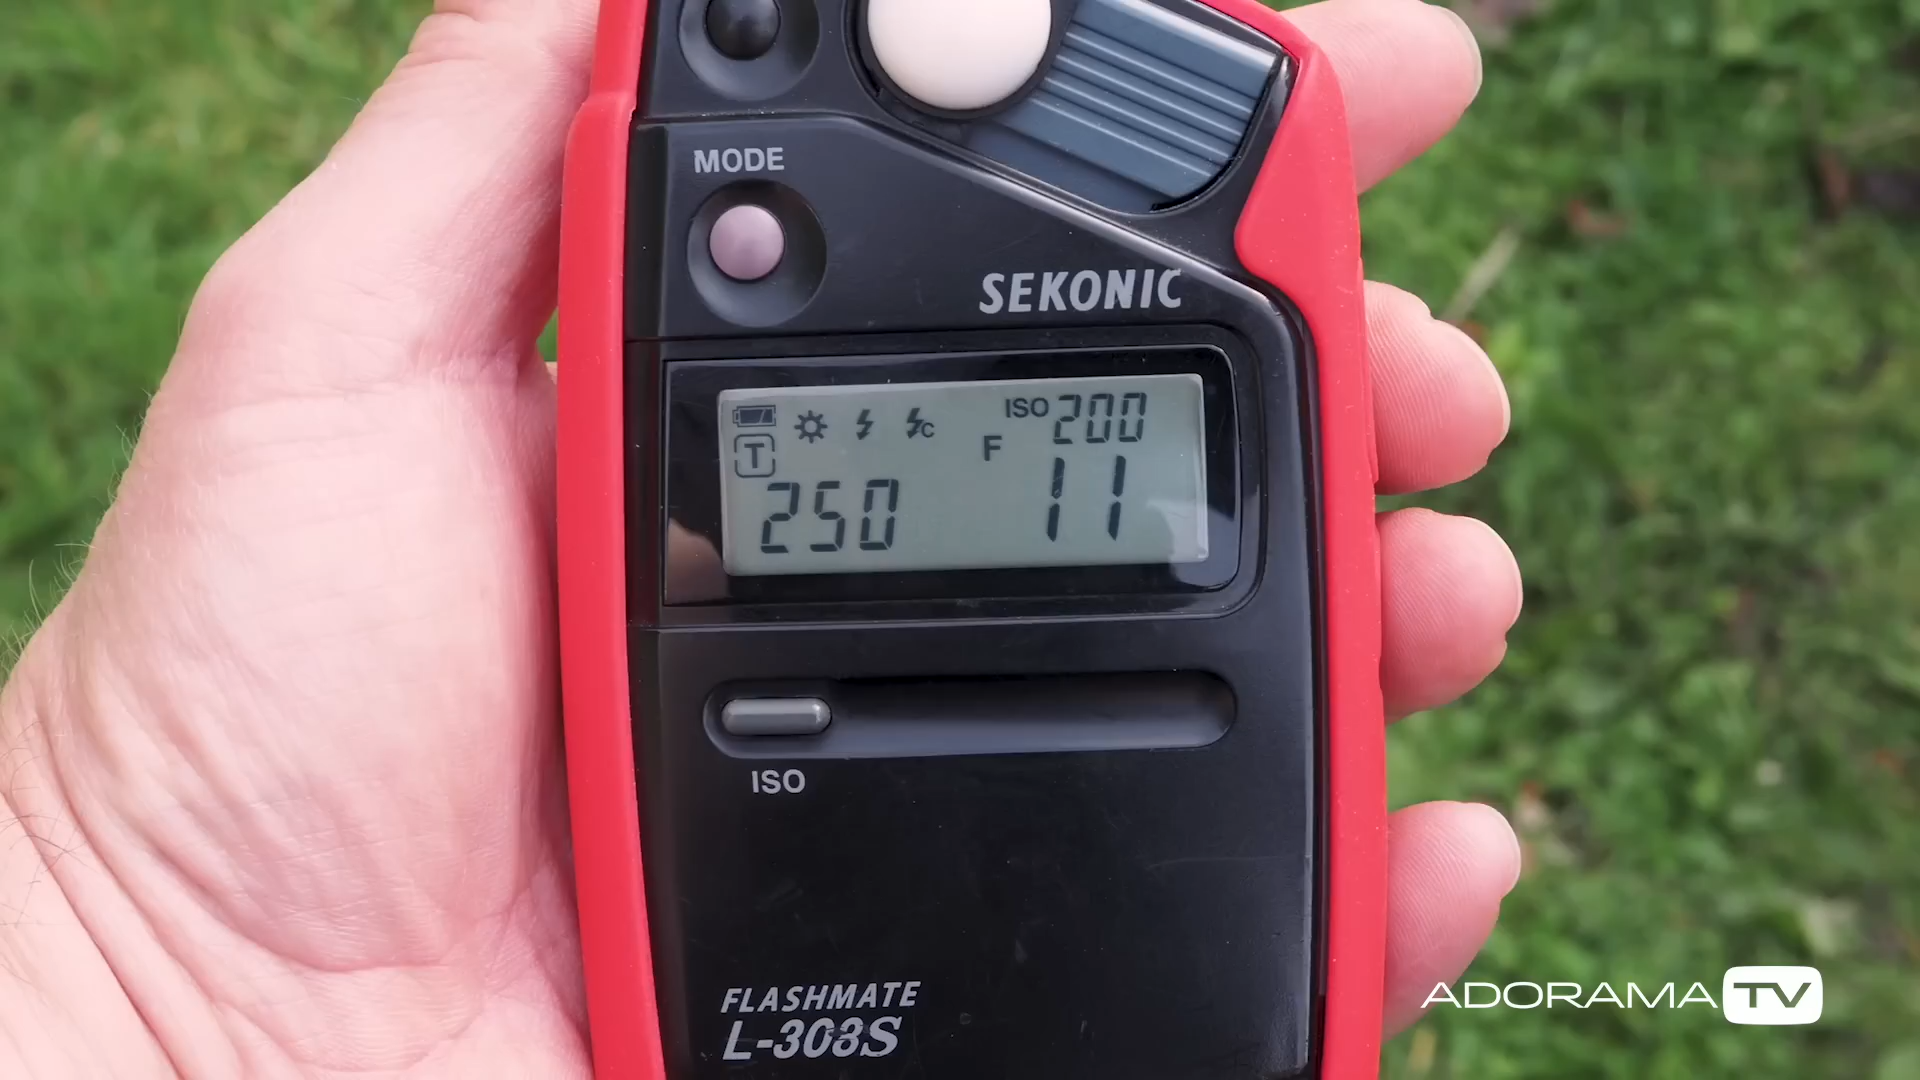 MODE
SEKONIC
ISO 200
T
C
F
250
11
ISO
FLASHMATE
L-308S
ADORAMA TV